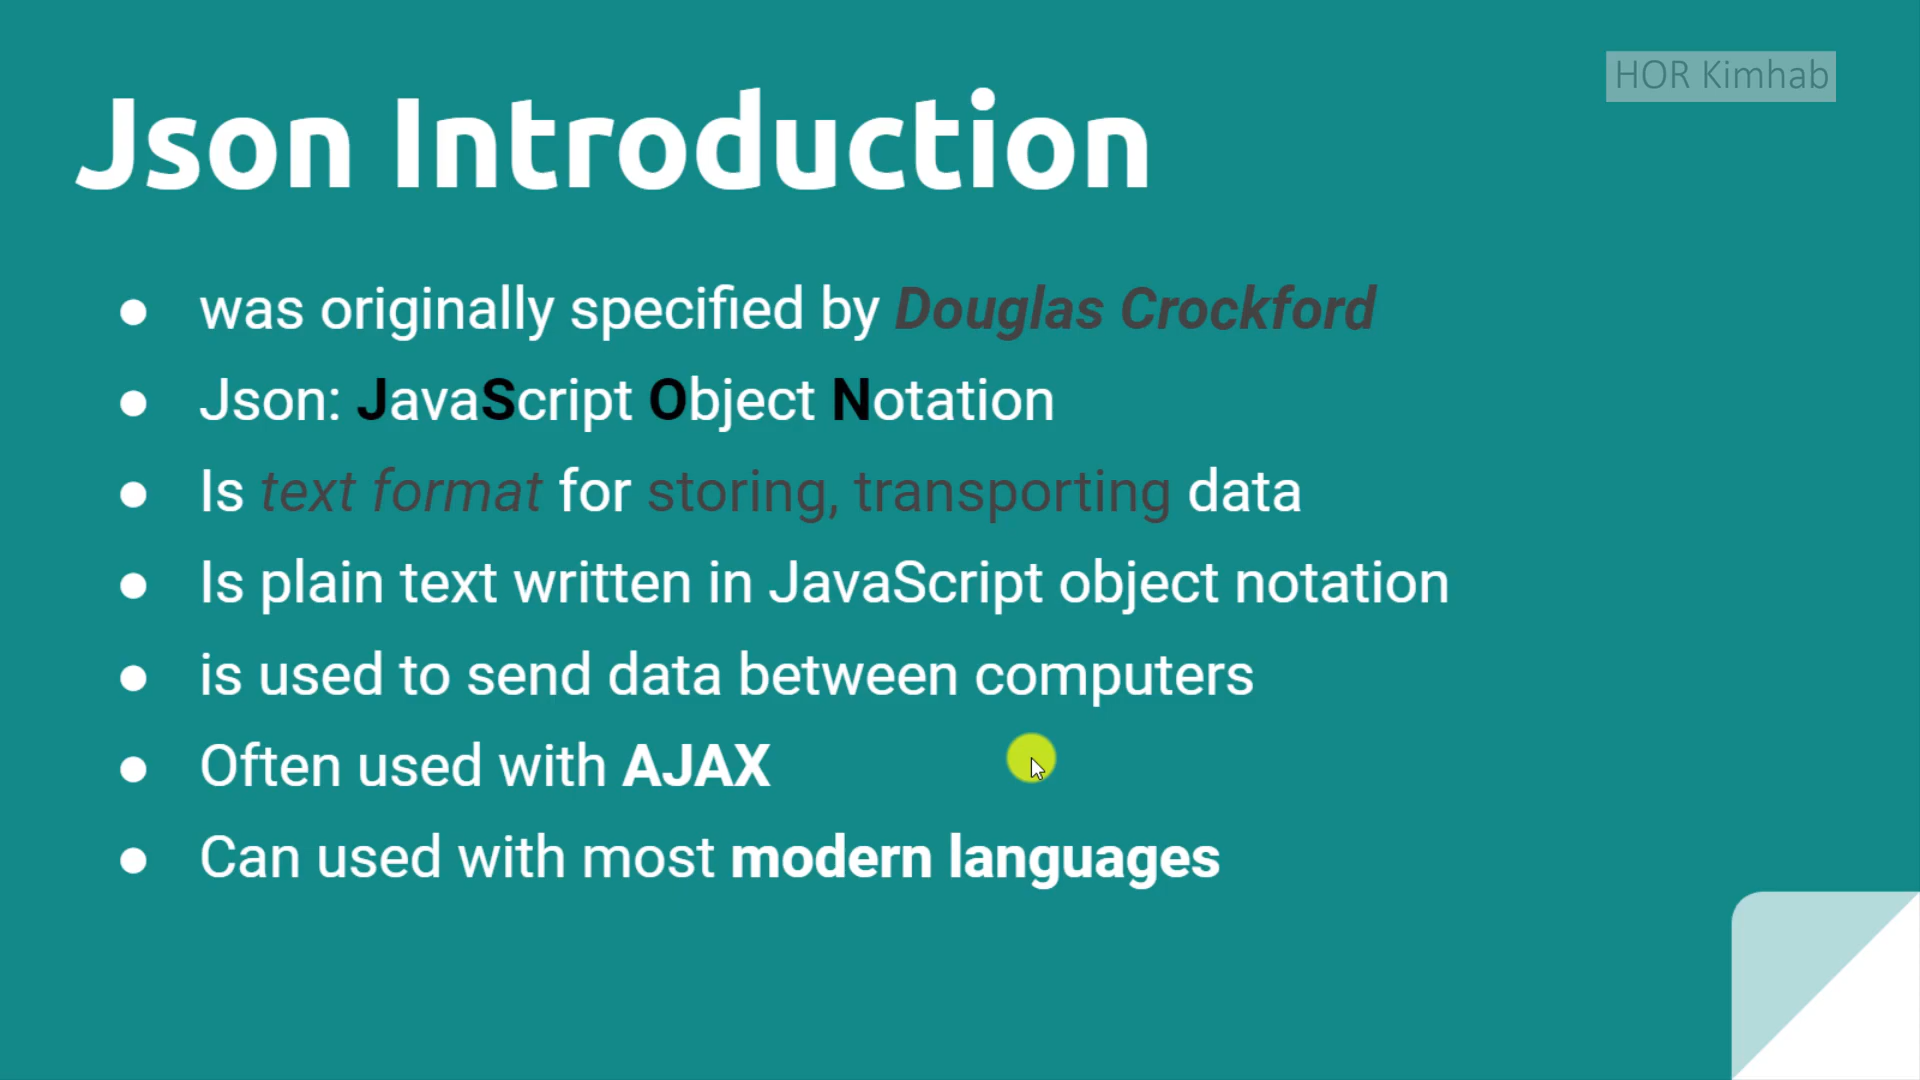 HOR Kimhab
Json Introduction
● was originally specified by Douglas Crockford
● Json: JavaScript Object Notation
● Is text format for storing, transporting data
● Is plain text written in JavaScript object notation
● is used to send data between computers
● Often used with AJAX
● Can used with most modern languages